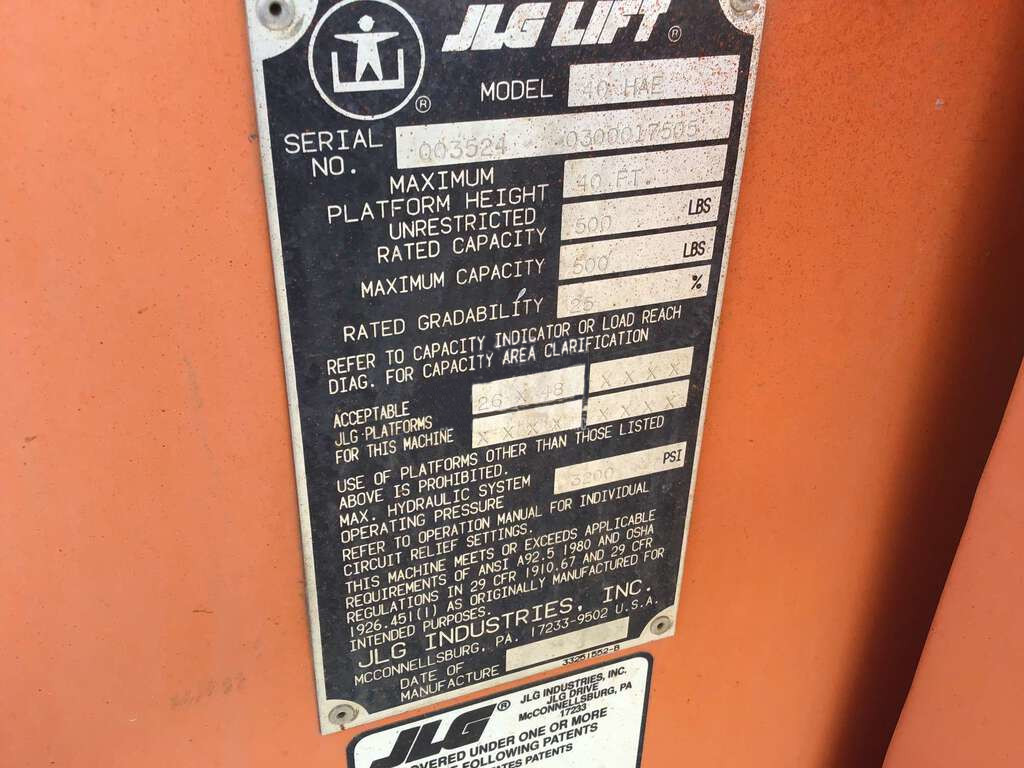 JLG LIFT ®
®
MODEL 40 HAE
SERIAL NO. 003524 0300017505
MAXIMUM PLATFORM HEIGHT 40 FT.
UNRESTRICTED RATED CAPACITY 500 LBS
MAXIMUM CAPACITY 500 LBS
RATED GRADABILITY 25 %
REFER TO CAPACITY INDICATOR OR LOAD REACH
DIAG. FOR CAPACITY AREA CLARIFICATION
ACCEPTABLE 26 X 48 X X X X
JLG PLATFORMS
FOR THIS MACHINE X X X X X X X X
USE OF PLATFORMS OTHER THAN THOSE LISTED
ABOVE IS PROHIBITED.
MAX. HYDRAULIC SYSTEM
OPERATING PRESSURE 3200 PSI
REFER TO OPERATION MANUAL FOR INDIVIDUAL
CIRCUIT RELIEF SETTINGS.
THIS MACHINE MEETS OR EXCEEDS APPLICABLE
REQUIREMENTS OF ANSI A92.5 1980 AND OSHA
REGULATIONS IN 29 CFR 1910.67 AND 29 CFR
1926.451(1) AS ORIGINALLY MANUFACTURED FOR
INTENDED PURPOSES.
JLG INDUSTRIES, INC.
MCCONNELLSBURG, PA. 17233-9502 U.S.A.
DATE OF
MANUFACTURE
3251552-B
JLG ® JLG INDUSTRIES, INC.
JLG DRIVE
McCONNELLSBURG, PA
17233
COVERED UNDER ONE OR MORE
FOLLOWING PATENTS
PATENTS